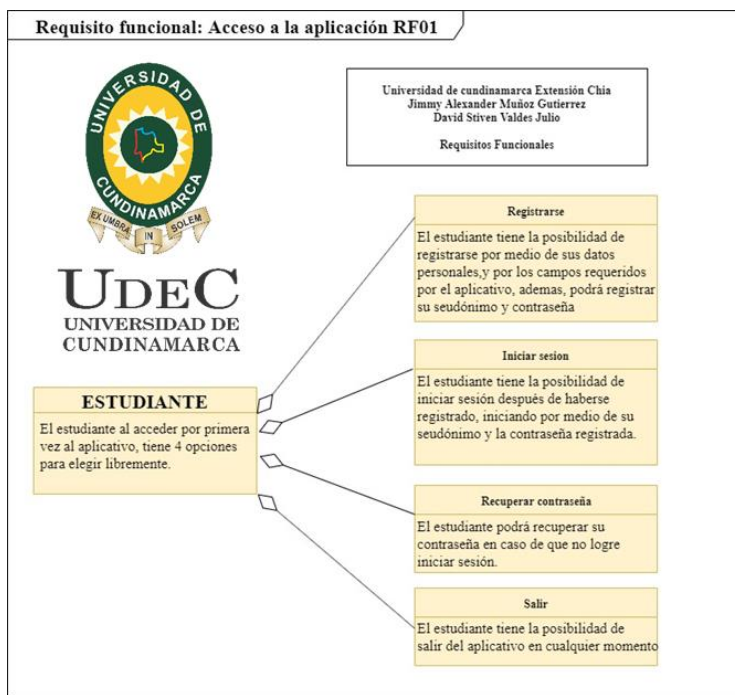 Requisito funcional: Acceso a la aplicación RF01
Universidad de cundinamarca Extensión Chia
Jimmy Alexander Muñoz Gutierrez
David Stiven Valdes Julio
Requisitos Funcionales
UNIVERSIDAD DE
CUNDINAMARCA
EX UMBRA
IN
SOLEM
UDEC
UNIVERSIDAD DE
CUNDINAMARCA
Registrarse
El estudiante tiene la posibilidad de
registrarse por medio de sus datos
personales,y por los campos requeridos
por el aplicativo, ademas, podrá registrar
su seudónimo y contraseña
Iniciar sesion
El estudiante tiene la posibilidad de
iniciar sesión después de haberse
registrado, iniciando por medio de su
seudónimo y la contraseña registrada.
ESTUDIANTE
El estudiante al acceder por primera
vez al aplicativo, tiene 4 opciones
para elegir libremente.
Recuperar contraseña
El estudiante podrá recuperar su
contraseña en caso de que no logre
iniciar sesión.
Salir
El estudiante tiene la posibilidad de
salir del aplicativo en cualquier momento